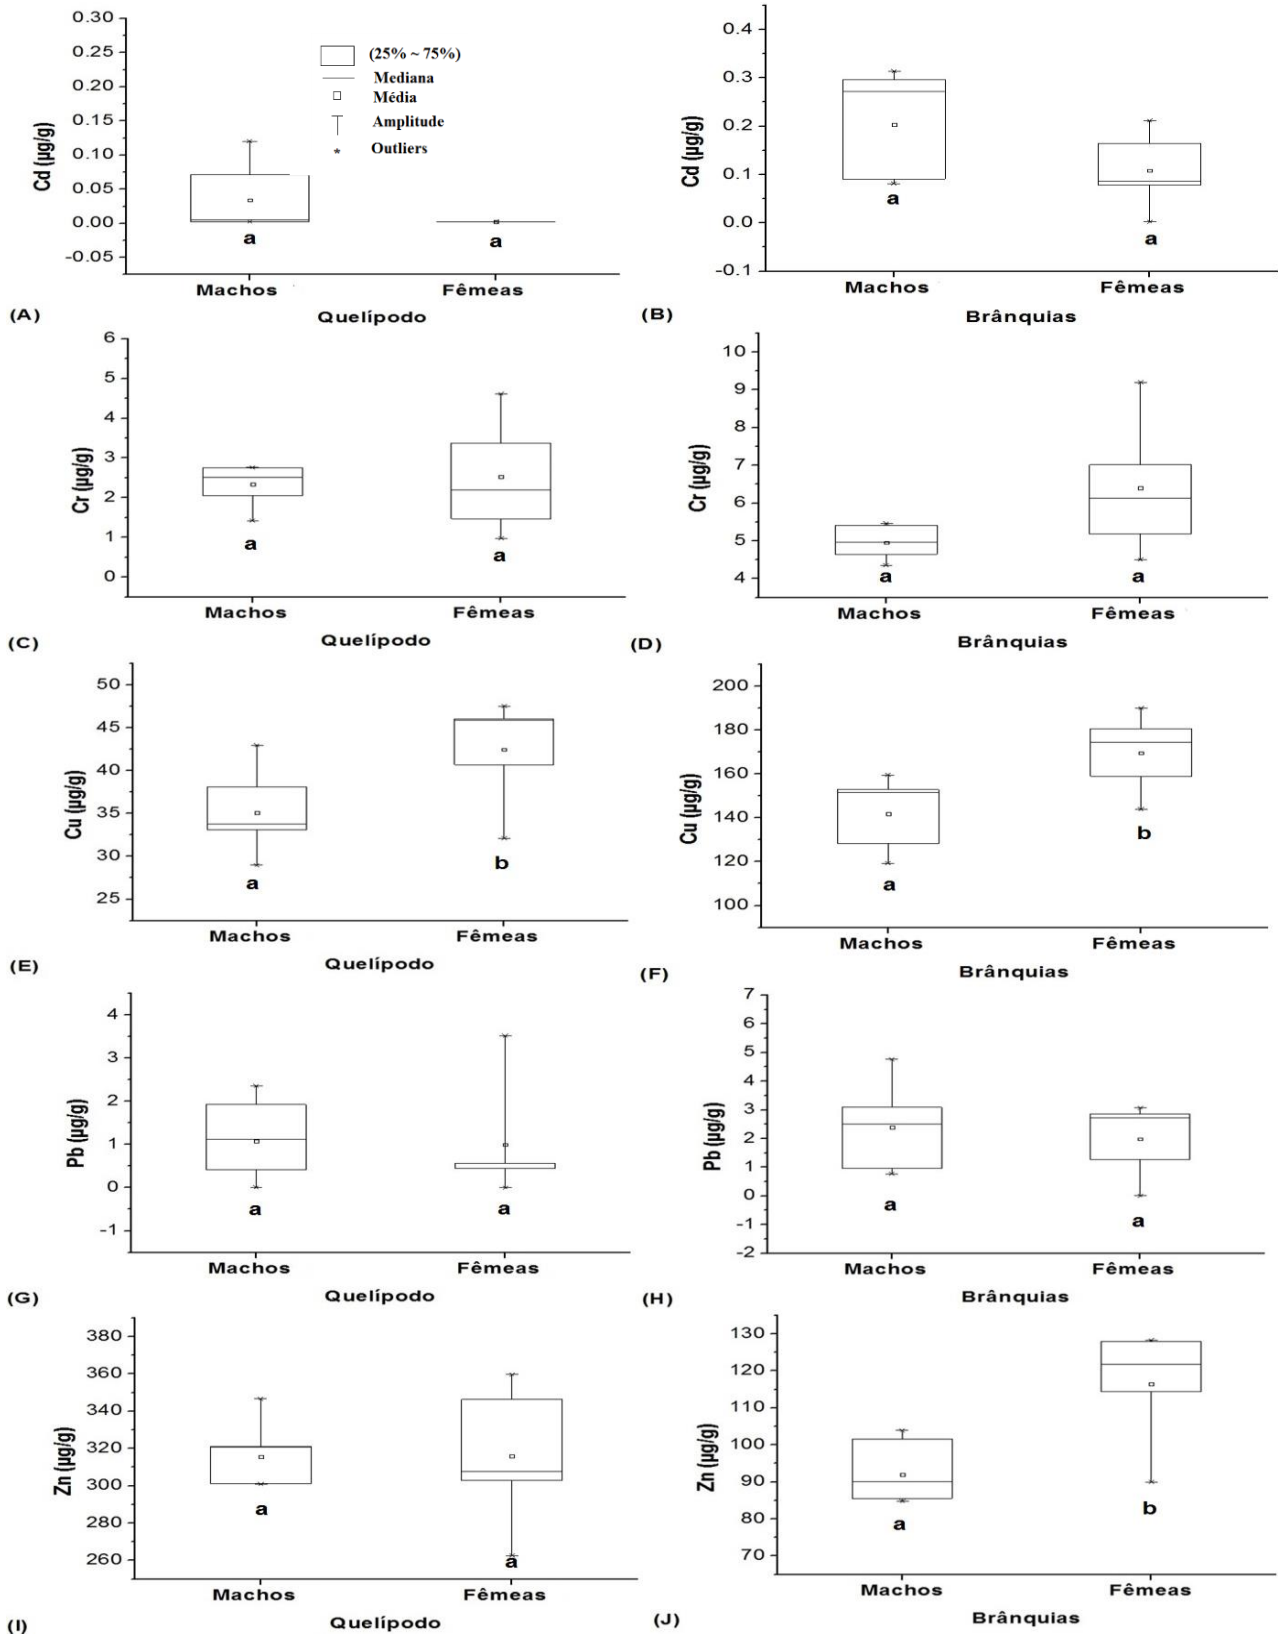 0.30
0.25
0.20
0.15
0.10
0.05
0.00
-0.05
Cd (µg/g)
(25% ~ 75%)
Mediana
Média
Amplitude
Outliers
a
a
Machos
Fêmeas
Quelípodo
(A)
0.4
0.3
0.2
0.1
0.0
-0.1
Cd (µg/g)
a
a
Machos
Fêmeas
Brânquias
(B)
6
5
4
3
2
1
0
Cr (µg/g)
a
a
Machos
Fêmeas
Quelípodo
(C)
10
9
8
7
6
5
4
Cr (µg/g)
a
a
Machos
Fêmeas
Brânquias
(D)
50
45
40
35
30
25
Cu (µg/g)
a
b
Machos
Fêmeas
Quelípodo
(E)
200
180
160
140
120
100
Cu (µg/g)
a
b
Machos
Fêmeas
Brânquias
(F)
4
3
2
1
0
-1
Pb (µg/g)
a
a
Machos
Fêmeas
Quelípodo
(G)
7
6
5
4
3
2
1
0
-1
-2
Pb (µg/g)
a
a
Machos
Fêmeas
Brânquias
(H)
380
360
340
320
300
280
260
Zn (µg/g)
a
a
Machos
Fêmeas
Quelípodo
(I)
130
120
110
100
90
80
70
Zn (µg/g)
a
b
Machos
Fêmeas
Brânquias
(J)